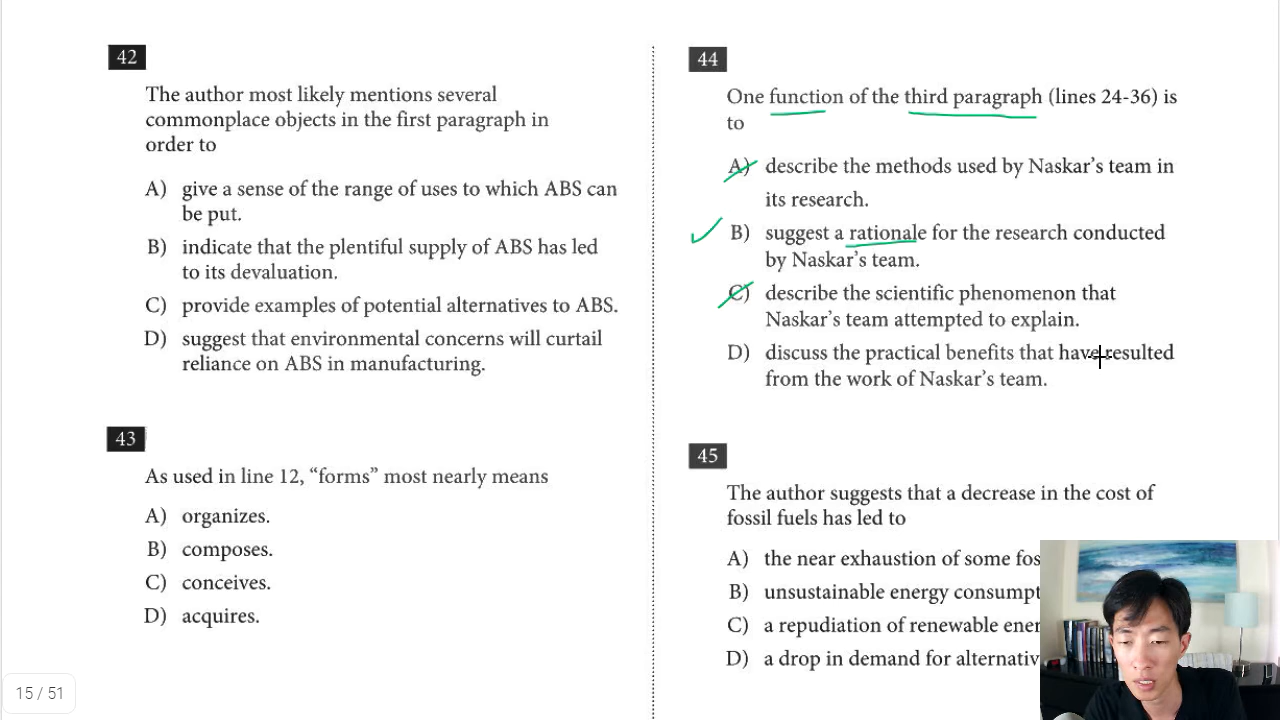 42
The author most likely mentions several
commonplace objects in the first paragraph in
order to
A) give a sense of the range of uses to which ABS can
be put.
B) indicate that the plentiful supply of ABS has led
to its devaluation.
C) provide examples of potential alternatives to ABS.
D) suggest that environmental concerns will curtail
reliance on ABS in manufacturing.
43
As used in line 12, “forms” most nearly means
A) organizes.
B) composes.
C) conceives.
D) acquires.
44
One function of the third paragraph (lines 24-36) is
to
A) describe the methods used by Naskar’s team in
its research.
B) suggest a rationale for the research conducted
by Naskar’s team.
C) describe the scientific phenomenon that
Naskar’s team attempted to explain.
D) discuss the practical benefits that have resulted
from the work of Naskar’s team.
45
The author suggests that a decrease in the cost of
fossil fuels has led to
A) the near exhaustion of some fos
B) unsustainable energy consumpt
C) a repudiation of renewable ener
D) a drop in demand for alternativ
15 / 51